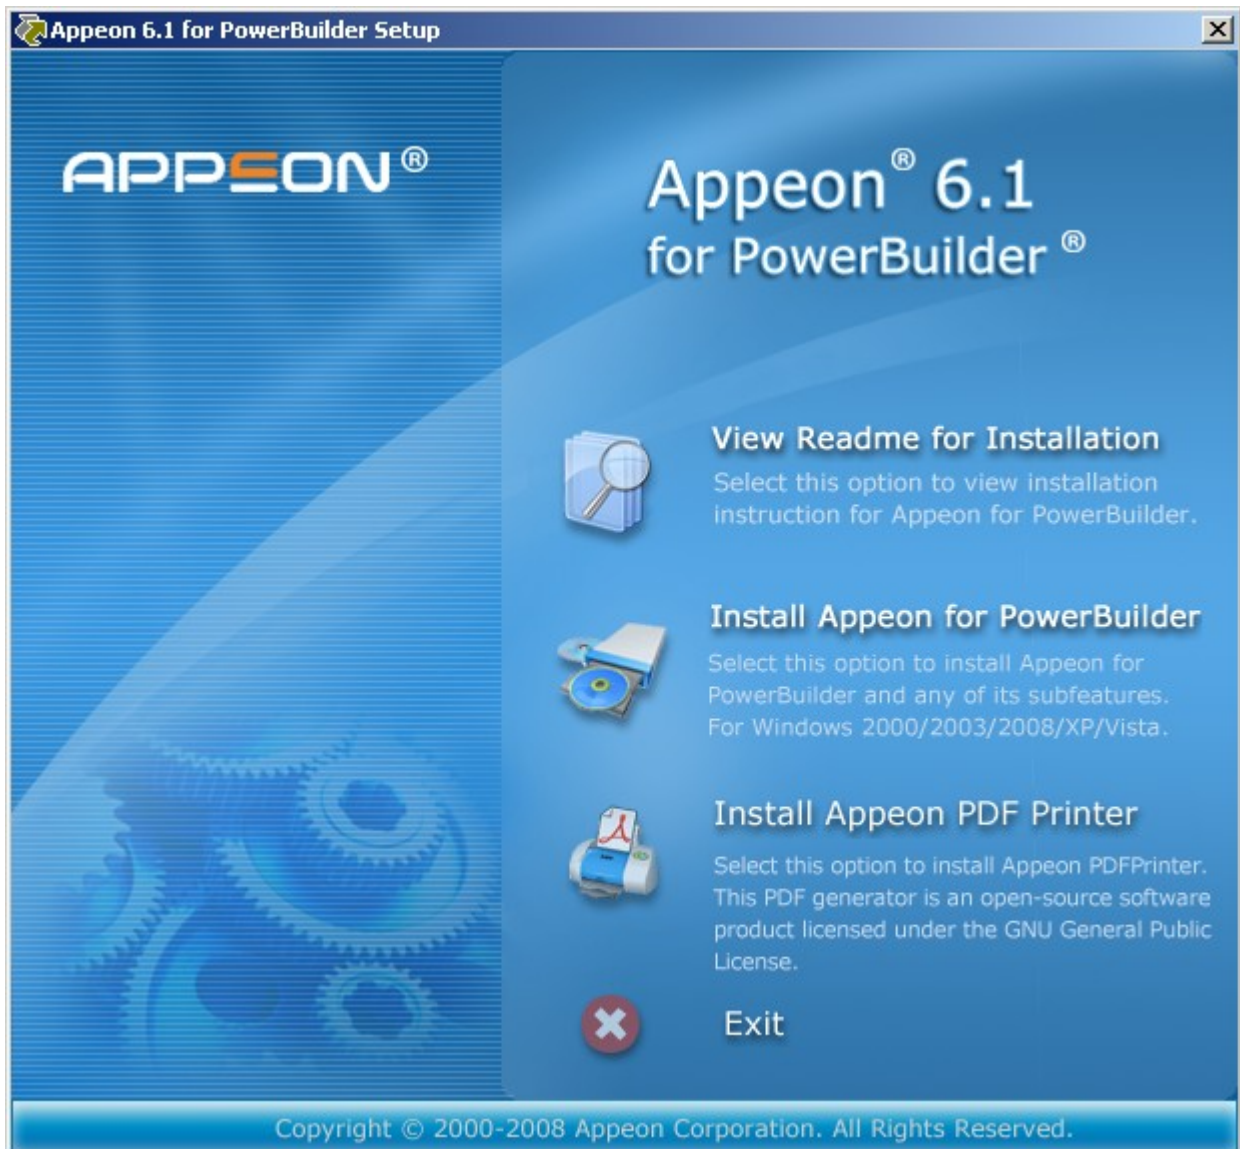 Appeon 6.1 for PowerBuilder Setup
APPEON®
Appeon® 6.1
for PowerBuilder ®
View Readme for Installation
Select this option to view installation
instruction for Appeon for PowerBuilder.
Install Appeon for PowerBuilder
Select this option to install Appeon for
PowerBuilder and any of its subfeatures.
For Windows 2000/2003/2008/XP/Vista.
Install Appeon PDF Printer
Select this option to install Appeon PDFPrinter.
This PDF generator is an open-source software
product licensed under the GNU General Public
License.
Exit
Copyright © 2000-2008 Appeon Corporation. All Rights Reserved.